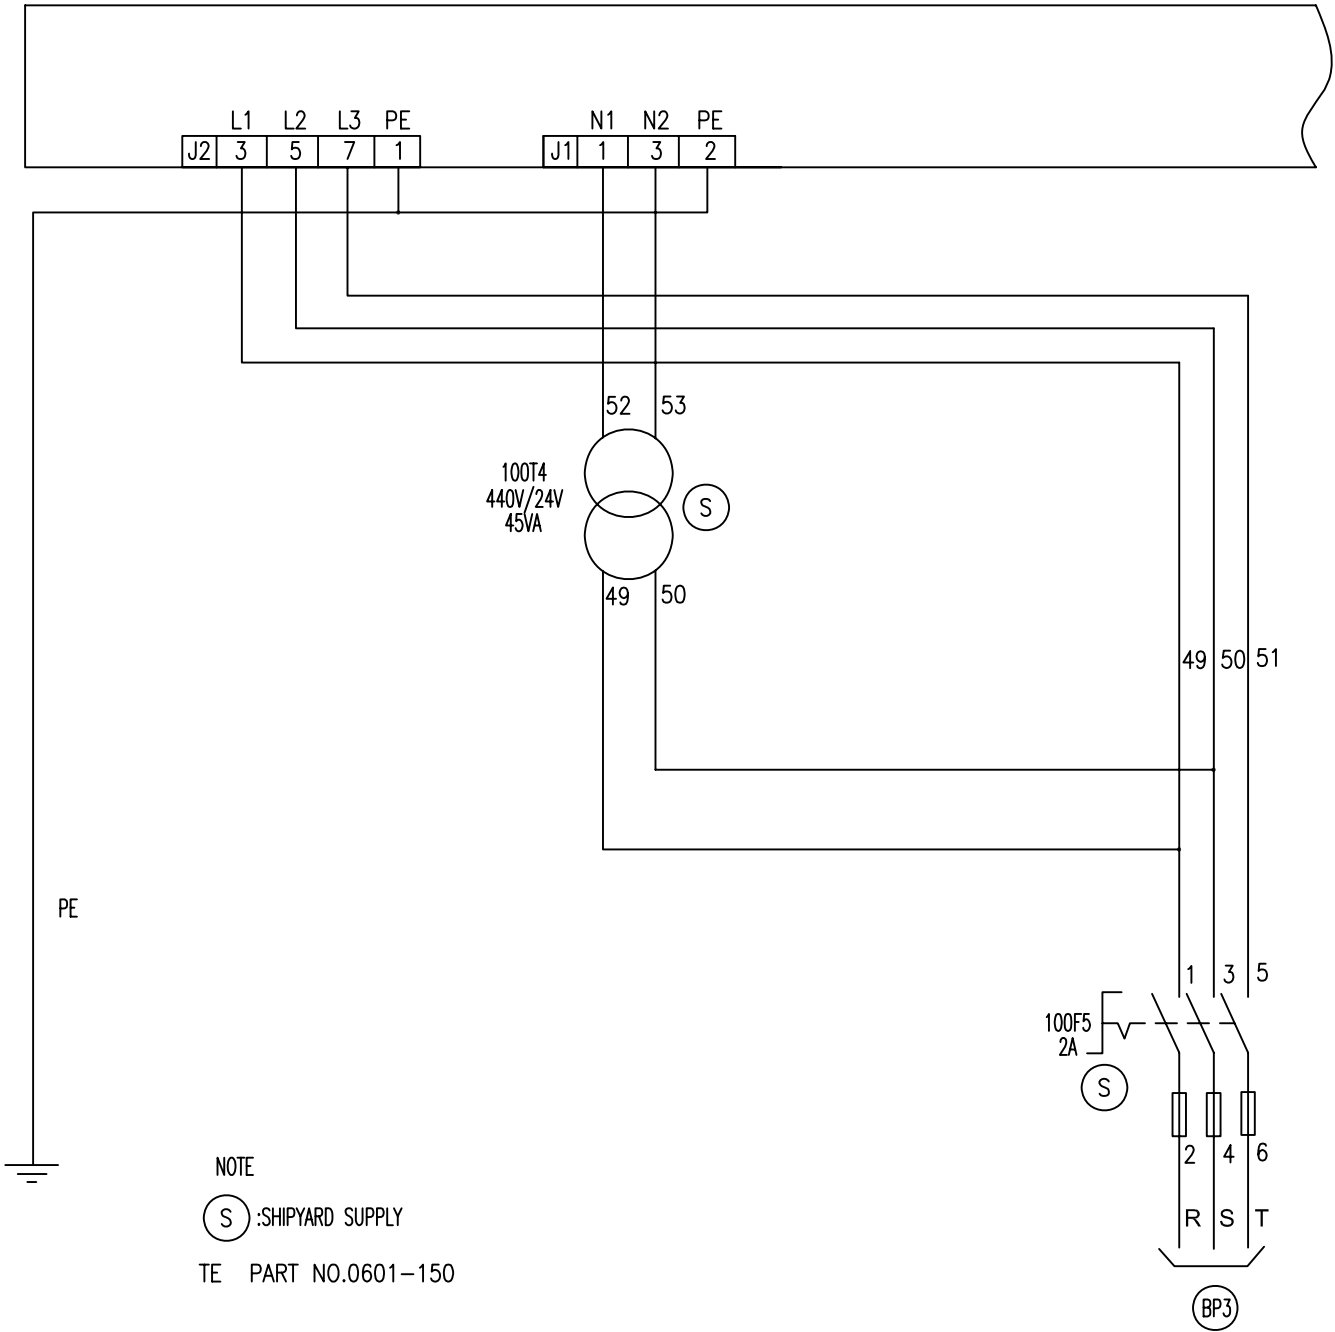 L1 L2 L3 PE N1 N2 PE
J2 3 5 7 1 J1 1 3 2
52 53
100T4
440V/24V
45VA
S
49 50
49 50 51
PE
1 3 5
100F5
2A
S
2 4 6
NOTE
S :SHIPYARD SUPPLY
R S T
TE PART NO.0601-150
BP3